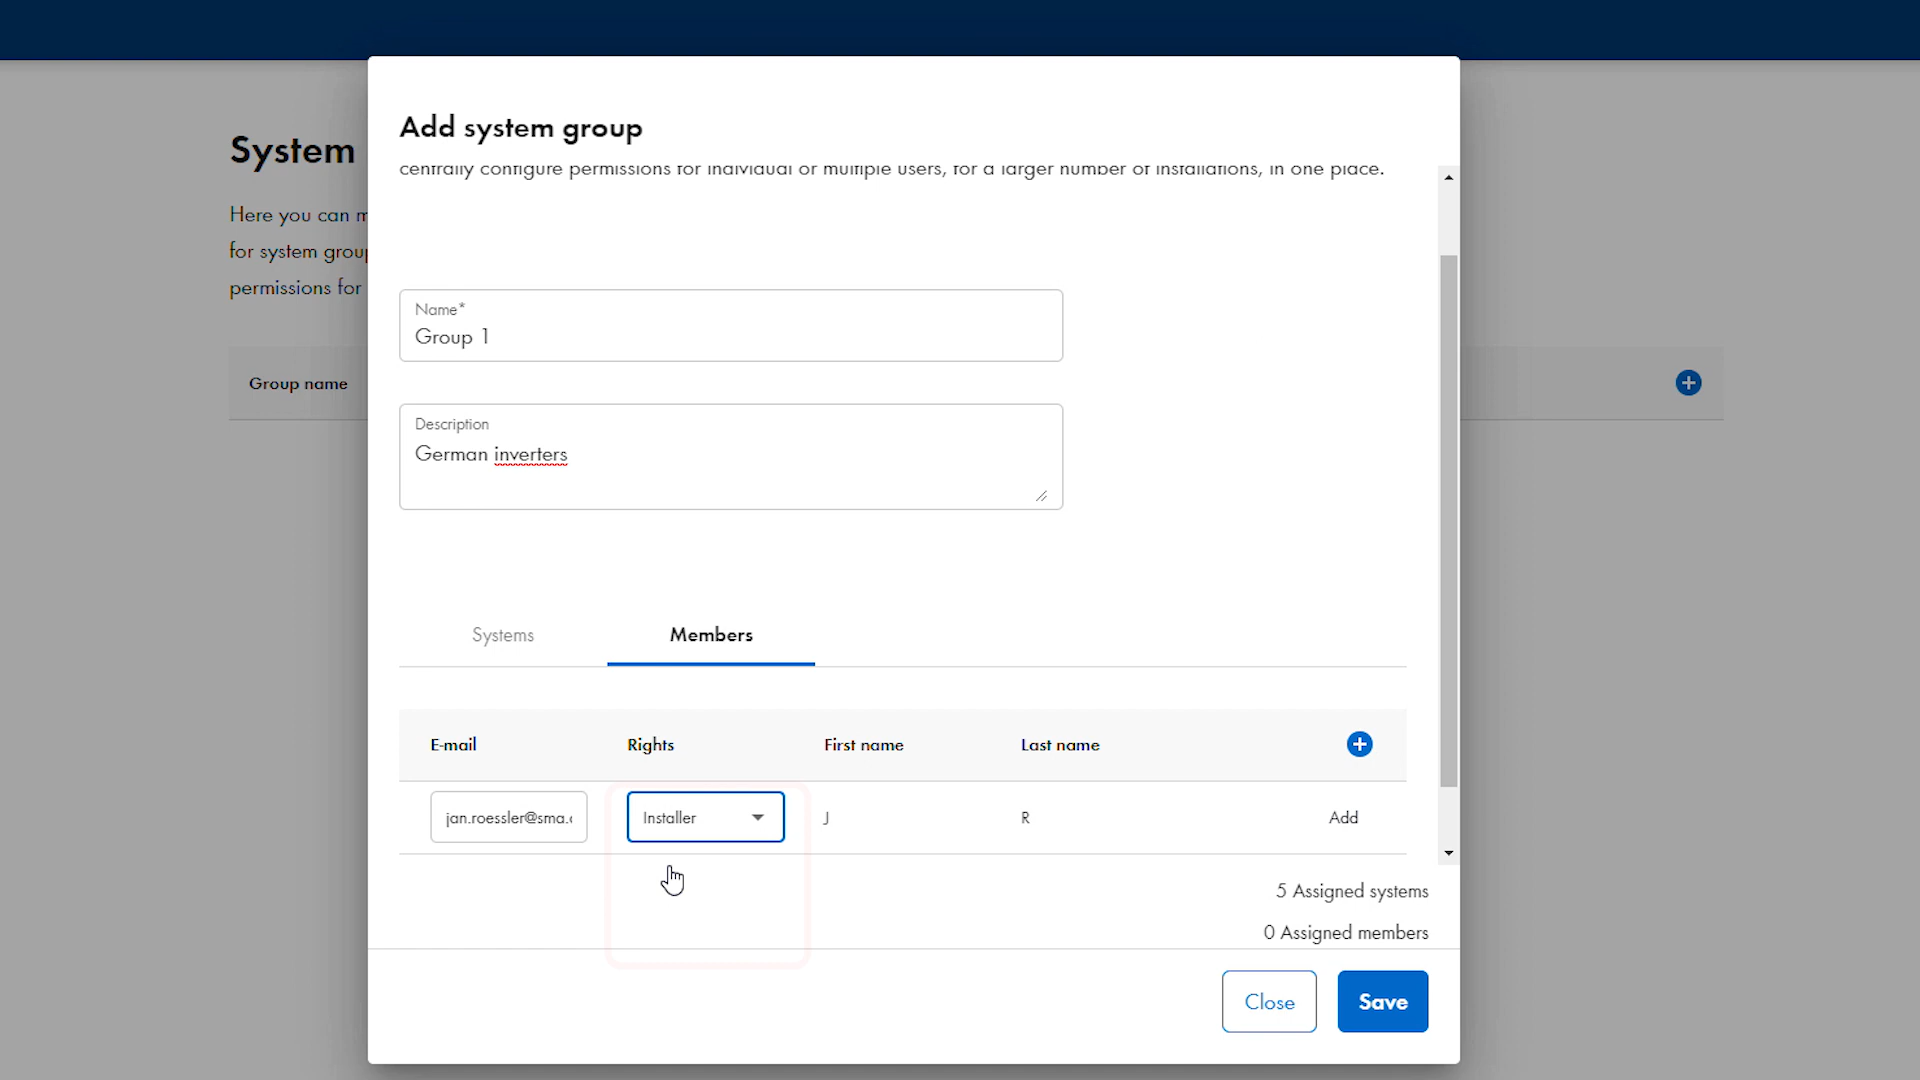 System
Here you can m
for system group
permissions for
Group name
Add system group
centrally configure permissions for individual or multiple users, for a larger number of installations, in one place.
Name*
Group 1
Description
German inverters
Systems
Members
E-mail
Rights
First name
Last name
jan.roessler@sma.
Installer
J
R
Add
5 Assigned systems
0 Assigned members
Close
Save